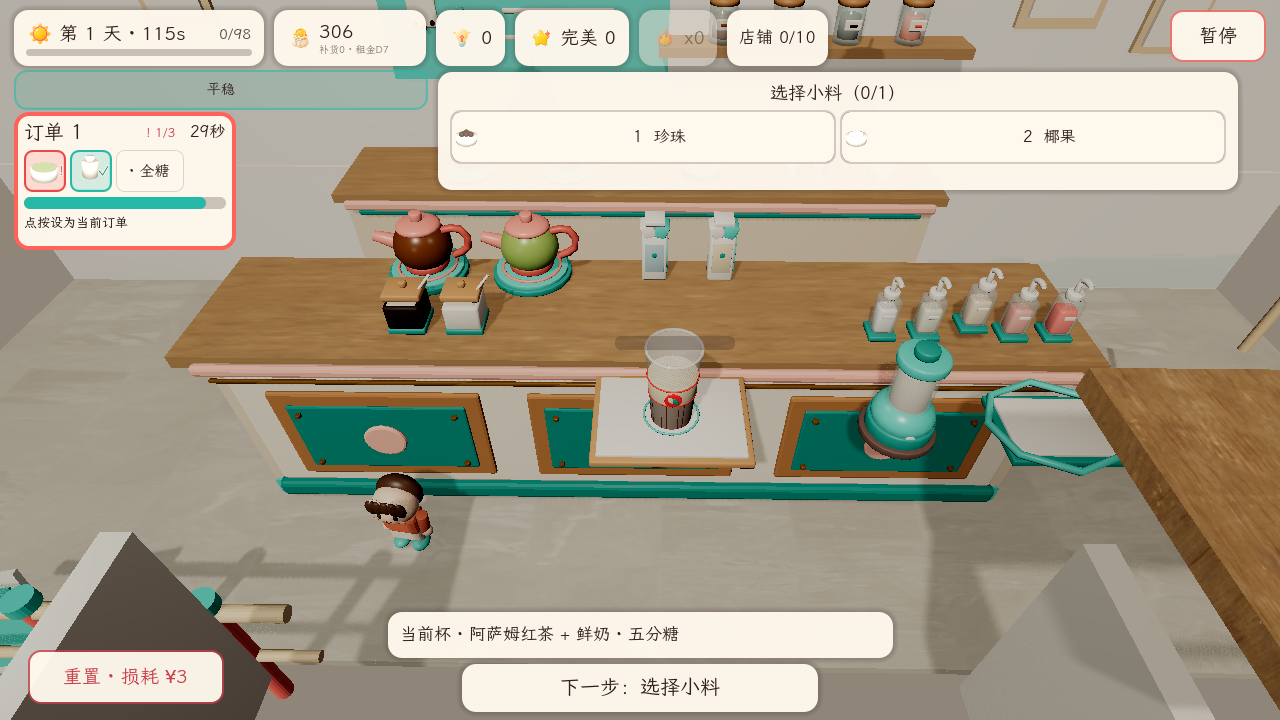 第 1 天·115s
0/98
306
补货0·租金D7
0
完美 0
x0
店铺 0/10
暂停
平稳
选择小料（0/1）
1 珍珠
2 椰果
订单 1
! 1/3
29秒
!
✓
·全糖
点按设为当前订单
当前杯·阿萨姆红茶 + 鲜奶·五分糖
重置·损耗 ¥3
下一步: 选择小料